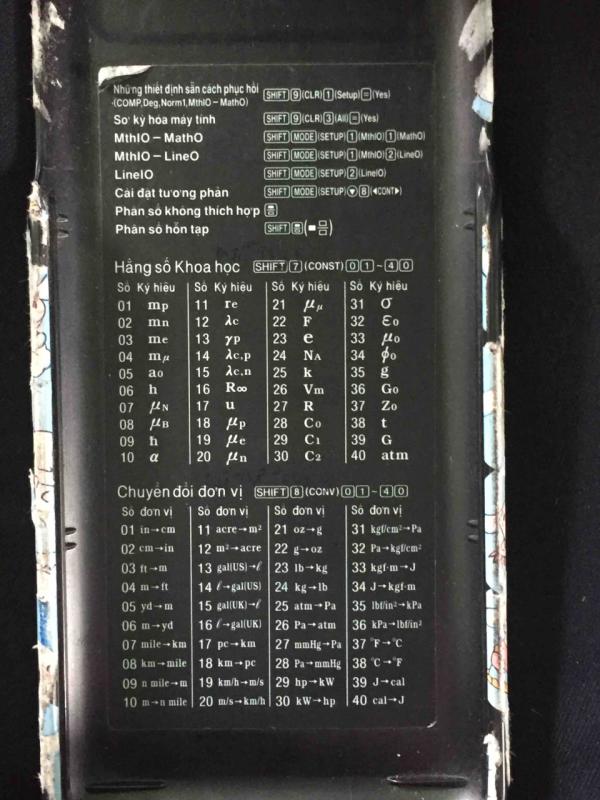 Những thiết định sẵn cách phục hồi SHIFT 9 (CLR) 1 (Setup) = (Yes)
(COMP,Deg,Norm1,MthIO – MathO)
Sơ ký hóa máy tính SHIFT 9 (CLR) 3 (All) = (Yes)
MthIO – MathO SHIFT MODE (SETUP) 1 (MthIO) 1 (MathO)
MthIO – LineO SHIFT MODE (SETUP) 1 (MthIO) 2 (LineO)
LineIO SHIFT MODE (SETUP) 2 (LineIO)
Cài đặt tương phản SHIFT MODE (SETUP) ▼ 8 (◄CONT►)
Phân số không thích hợp
Phân số hỗn tạp SHIFT
Hằng số Khoa học SHIFT 7 (CONST) 0 1 ~ 4 0
Số Ký hiệu Số Ký hiệu Số Ký hiệu Số Ký hiệu
01 mp 11 re 21 μμ 31 σ
02 mn 12 λc 22 F 32 ε0
03 me 13 γp 23 e 33 μ0
04 mμ 14 λc,p 24 NA 34 ϕ0
05 a0 15 λc,n 25 k 35 g
06 h 16 R∞ 26 Vm 36 G0
07 μN 17 u 27 R 37 Z0
08 μB 18 μp 28 C0 38 t
09 ħ 19 μe 29 C1 39 G
10 α 20 μn 30 C2 40 atm
Chuyển đổi đơn vị SHIFT 8 (CONV) 0 1 ~ 4 0
Số đơn vị Số đơn vị Số đơn vị Số đơn vị
01 in→cm 11 acre→m² 21 oz→g 31 kgf/cm²→Pa
02 cm→in 12 m²→acre 22 g→oz 32 Pa→kgf/cm²
03 ft→m 13 gal(US)→ℓ 23 lb→kg 33 kgf·m→J
04 m→ft 14 ℓ→gal(US) 24 kg→lb 34 J→kgf·m
05 yd→m 15 gal(UK)→ℓ 25 atm→Pa 35 lbf/in²→kPa
06 m→yd 16 ℓ→gal(UK) 26 Pa→atm 36 kPa→lbf/in²
07 mile→km 17 pc→km 27 mmHg→Pa 37 °F→°C
08 km→mile 18 km→pc 28 Pa→mmHg 38 °C→°F
09 n mile→m 19 km/h→m/s 29 hp→kW 39 J→cal
10 m→n mile 20 m/s→km/h 30 kW→hp 40 cal→J